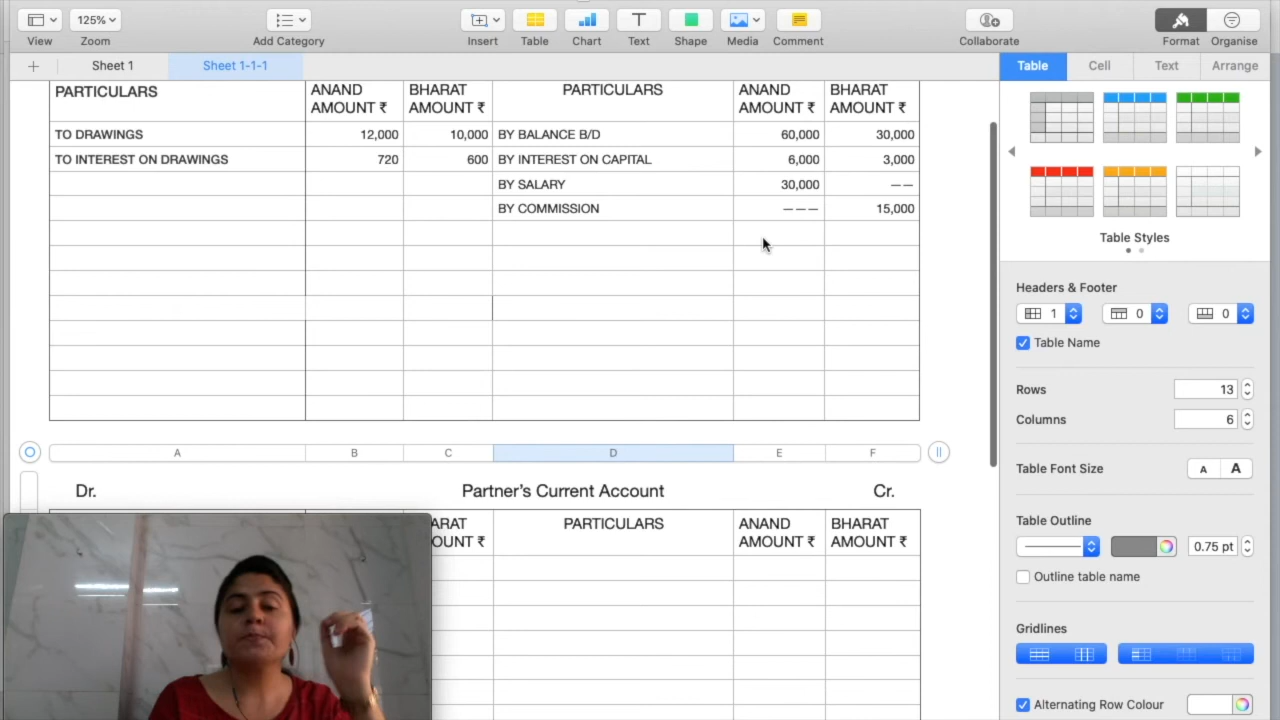 125%
View Zoom Add Category Insert Table Chart Text Shape Media Comment Collaborate Format Organise
Sheet 1 Sheet 1-1-1
Table Cell Text Arrange
PARTICULARS ANAND AMOUNT ₹ BHARAT AMOUNT ₹ PARTICULARS ANAND AMOUNT ₹ BHARAT AMOUNT ₹
TO DRAWINGS 12,000 10,000 BY BALANCE B/D 60,000 30,000
TO INTEREST ON DRAWINGS 720 600 BY INTEREST ON CAPITAL 6,000 3,000
BY SALARY 30,000 — —
BY COMMISSION — — — 15,000
A B C D E F
Dr. Partner's Current Account Cr.
ARAT OUNT ₹ PARTICULARS ANAND AMOUNT ₹ BHARAT AMOUNT ₹
Table Styles
Headers & Footer
1 0 0
Table Name
Rows 13
Columns 6
Table Font Size A A
Table Outline
0.75 pt
Outline table name
Gridlines
Alternating Row Colour